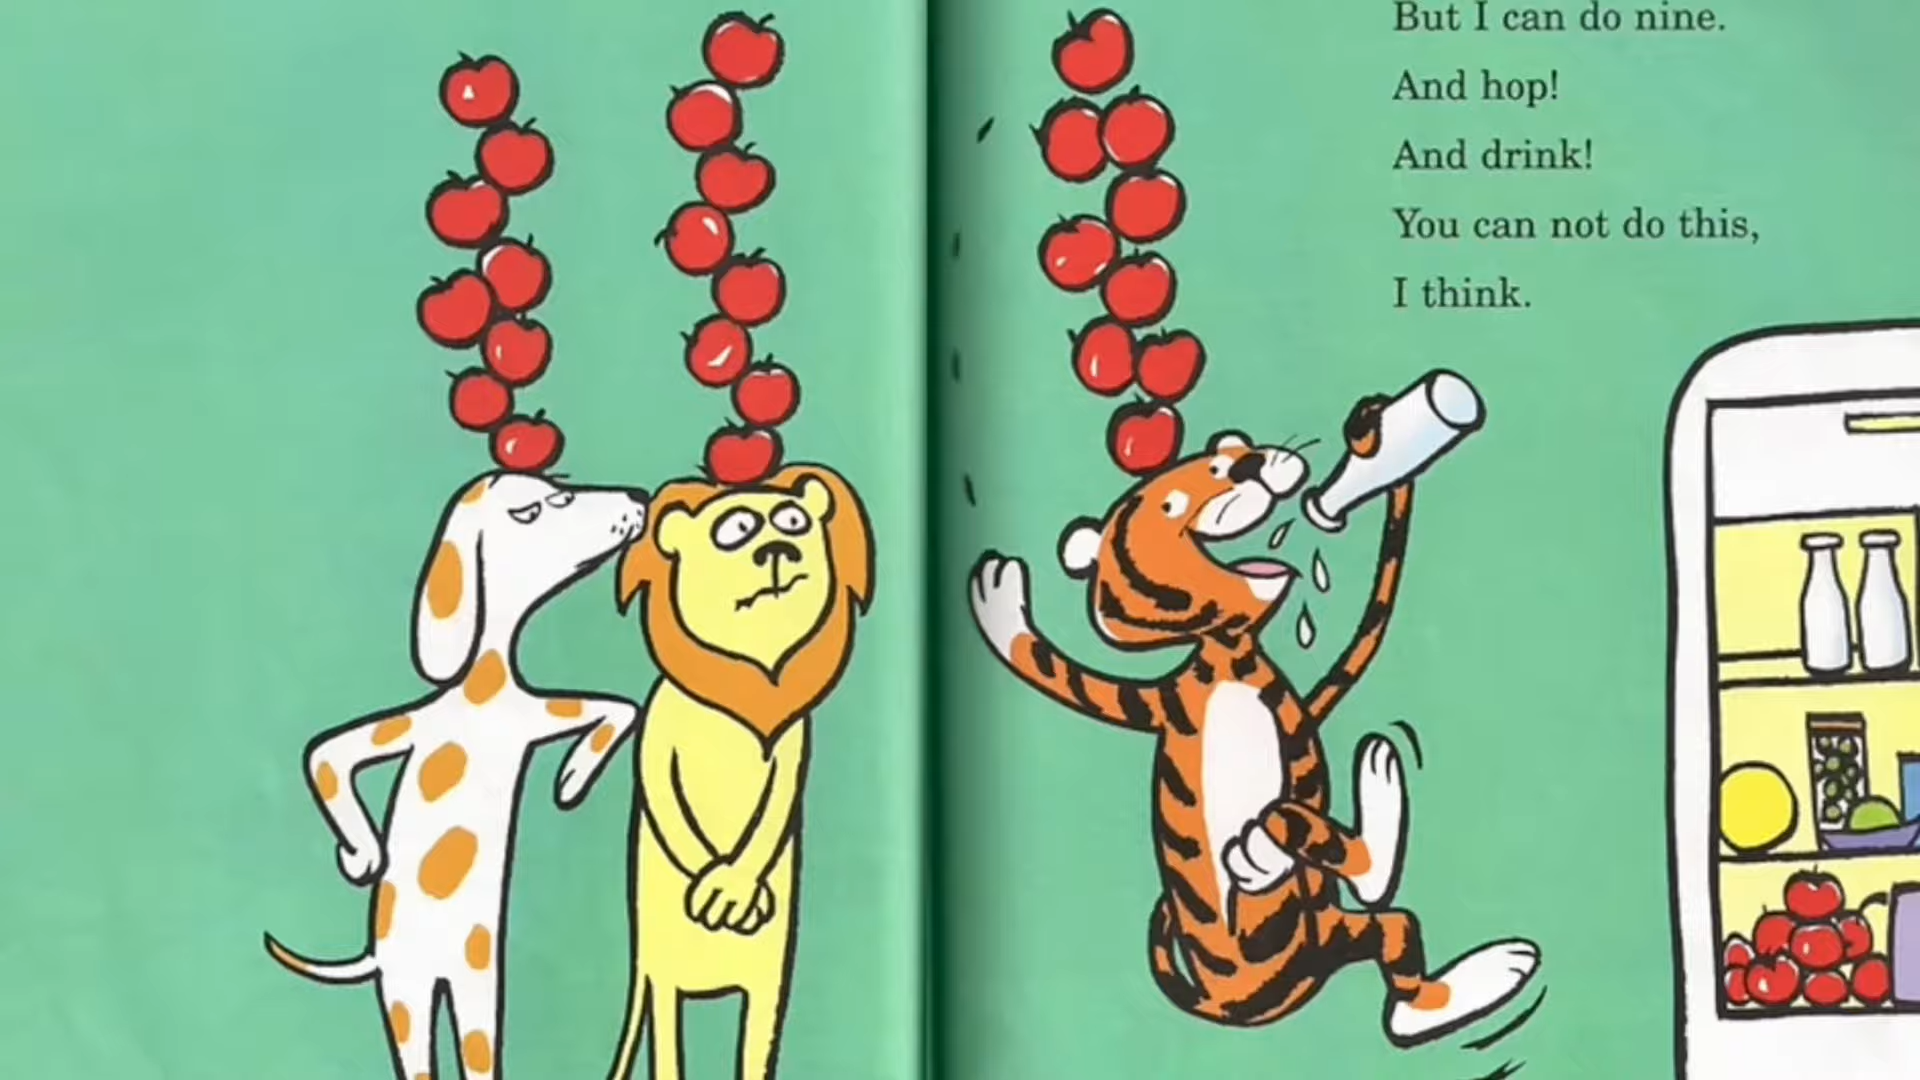 But I can do nine.
And hop!
And drink!
You can not do this,
I think.